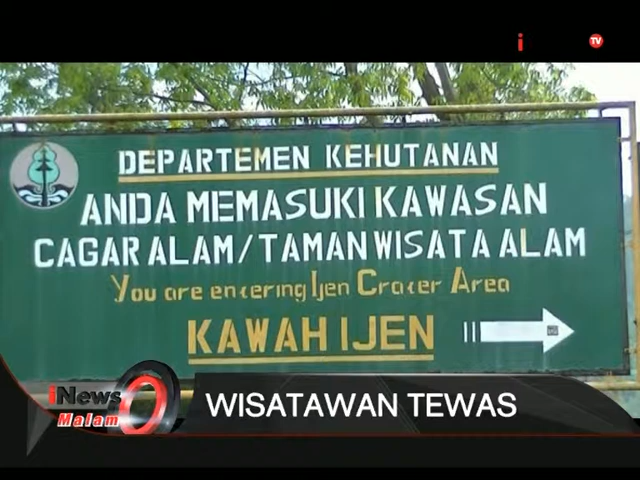 i TV
DEPARTEMEN KEHUTANAN
ANDA MEMASUKI KAWASAN
CAGAR ALAM/TAMAN WISATA ALAM
You are entering Ijen Crater Area
KAWAH IJEN
iNews
Malam
WISATAWAN TEWAS